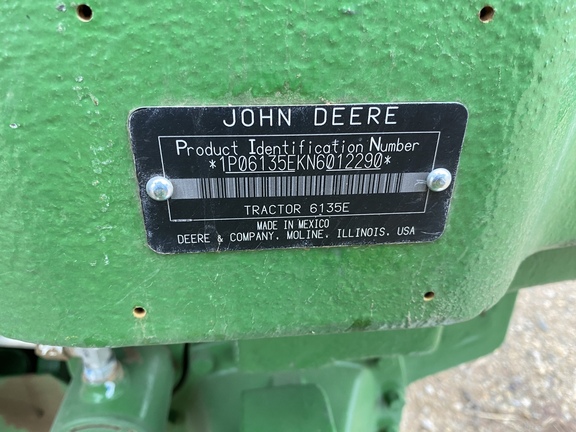 JOHN DEERE
Product Identification Number
*1P06135EKN6012290*
TRACTOR 6135E
MADE IN MEXICO
DEERE & COMPANY, MOLINE, ILLINOIS, USA